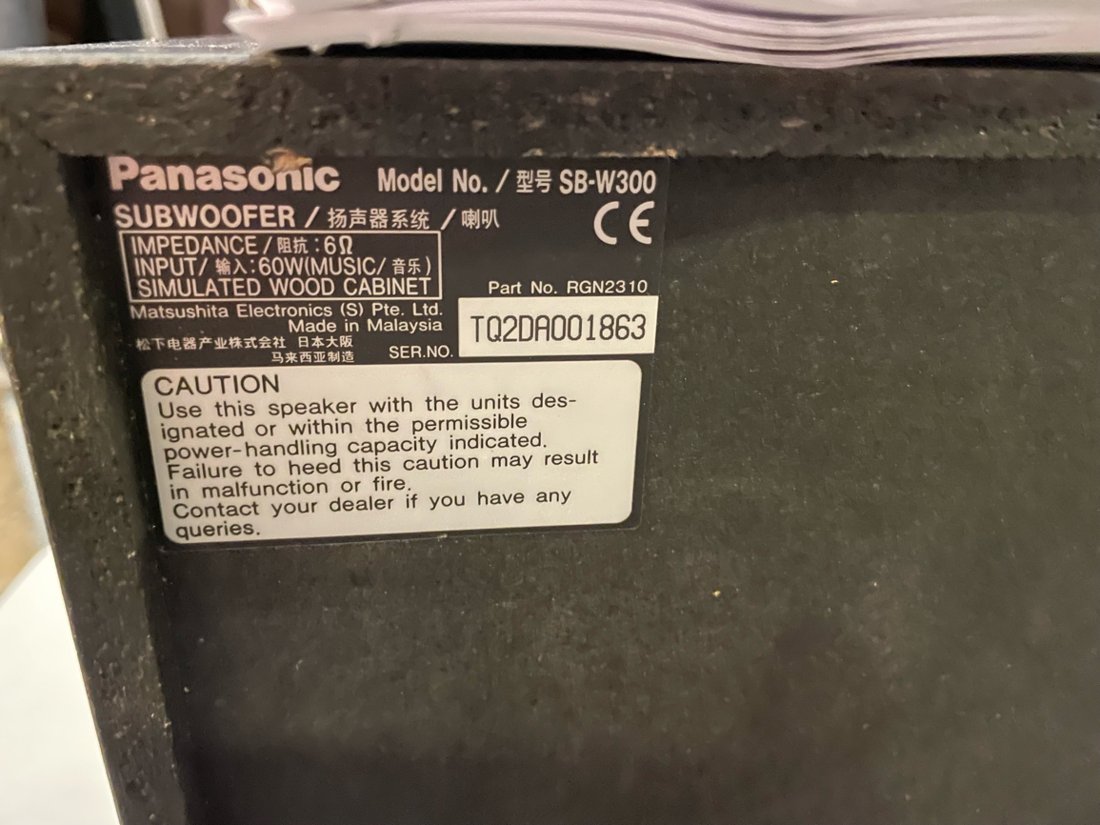 Panasonic Model No. / 型号 SB-W300
SUBWOOFER / 扬声器系统 / 喇叭
CE
IMPEDANCE / 阻抗 : 6Ω
INPUT/ 输入 : 60W(MUSIC/ 音乐)
SIMULATED WOOD CABINET
Part No. RGN2310
Matsushita Electronics (S) Pte. Ltd.
Made in Malaysia
松下电器产业株式会社 日本大阪
马来西亚制造
SER.NO. TQ2DA001863
CAUTION
Use this speaker with the units des-
ignated or within the permissible
power-handling capacity indicated.
Failure to heed this caution may result
in malfunction or fire.
Contact your dealer if you have any
queries.